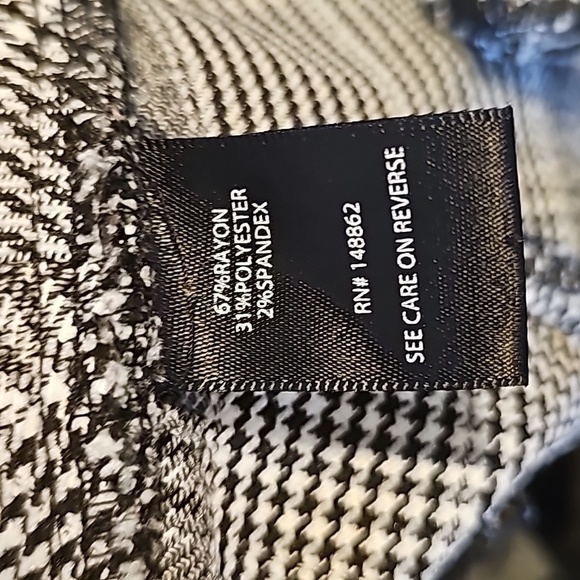 67%RAYON
31%POLYESTER
2%SPANDEX
RN# 148862
SEE CARE ON REVERSE